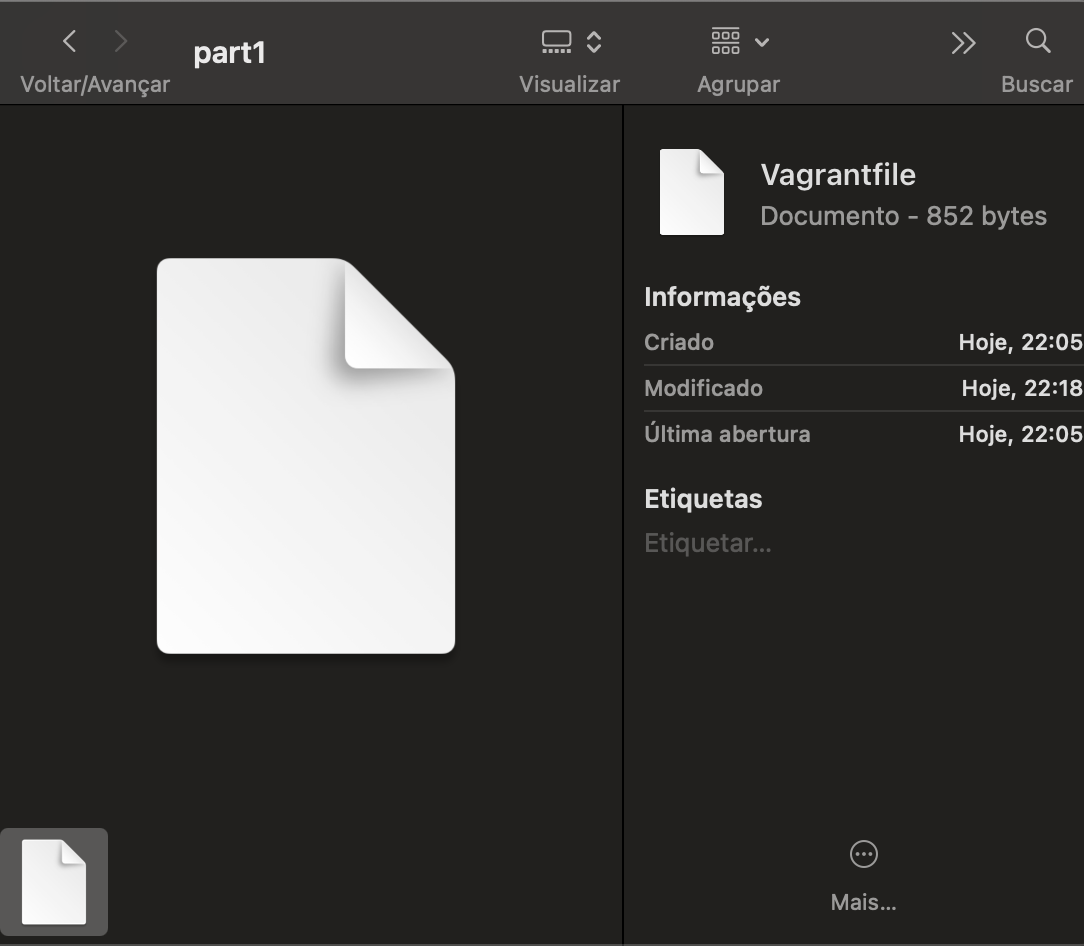 part1
Voltar/Avançar
Visualizar
Agrupar
Buscar
Vagrantfile
Documento - 852 bytes
Informações
Criado Hoje, 22:05
Modificado Hoje, 22:18
Última abertura Hoje, 22:05
Etiquetas
Etiquetar...
Mais...